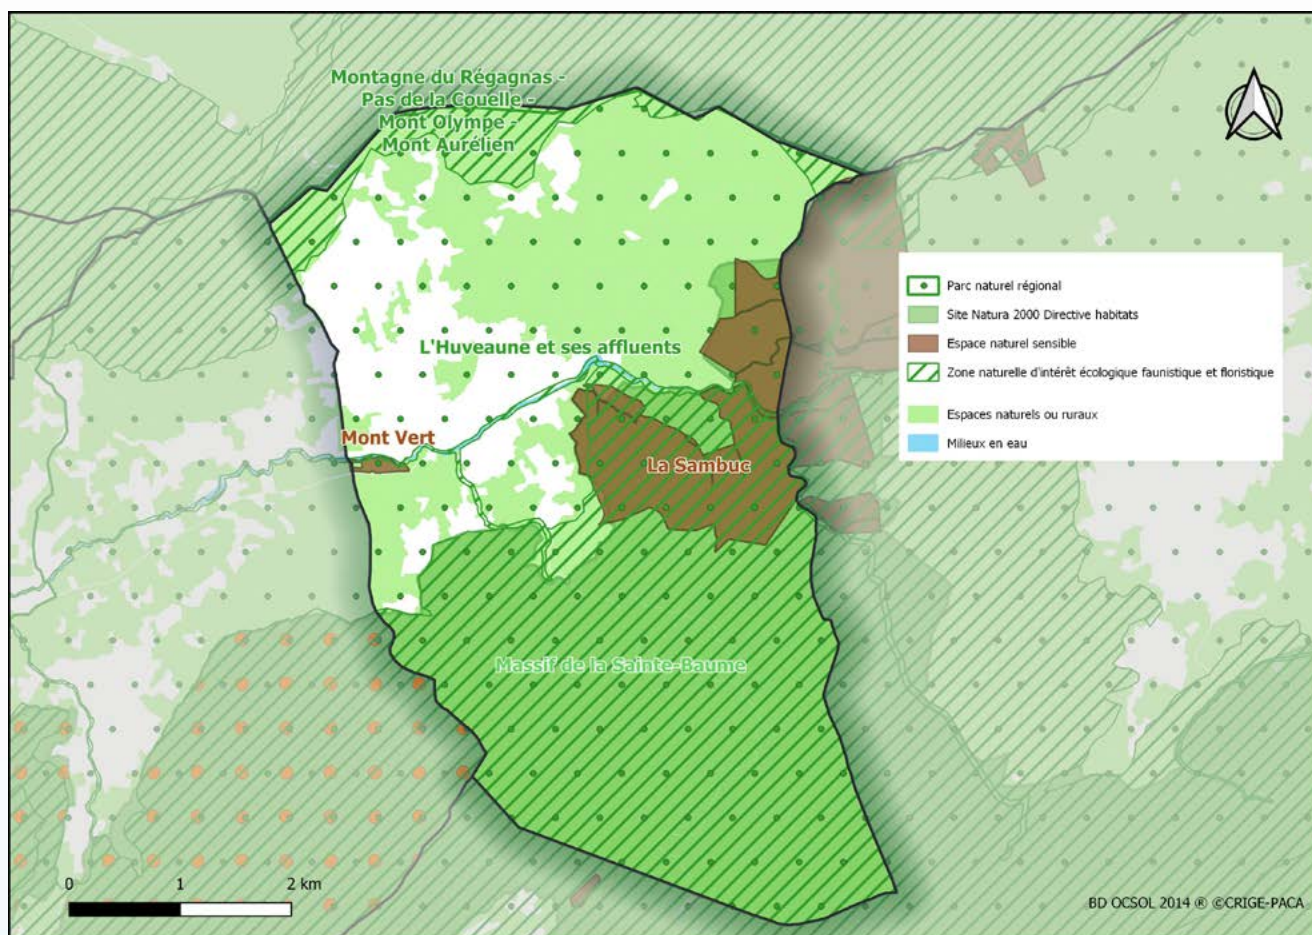 Montagne du Régagnas -
Pas de la Couelle -
Mont Olympe -
Mont Aurélien
L'Huveaune et ses affluents
Mont Vert
La Sambuc
Massif de la Sainte-Baume
Parc naturel régional
Site Natura 2000 Directive habitats
Espace naturel sensible
Zone naturelle d'intérêt écologique faunistique et floristique
Espaces naturels ou ruraux
Milieux en eau
0 1 2 km
BD OCSOL 2014 ® ©CRIGE-PACA